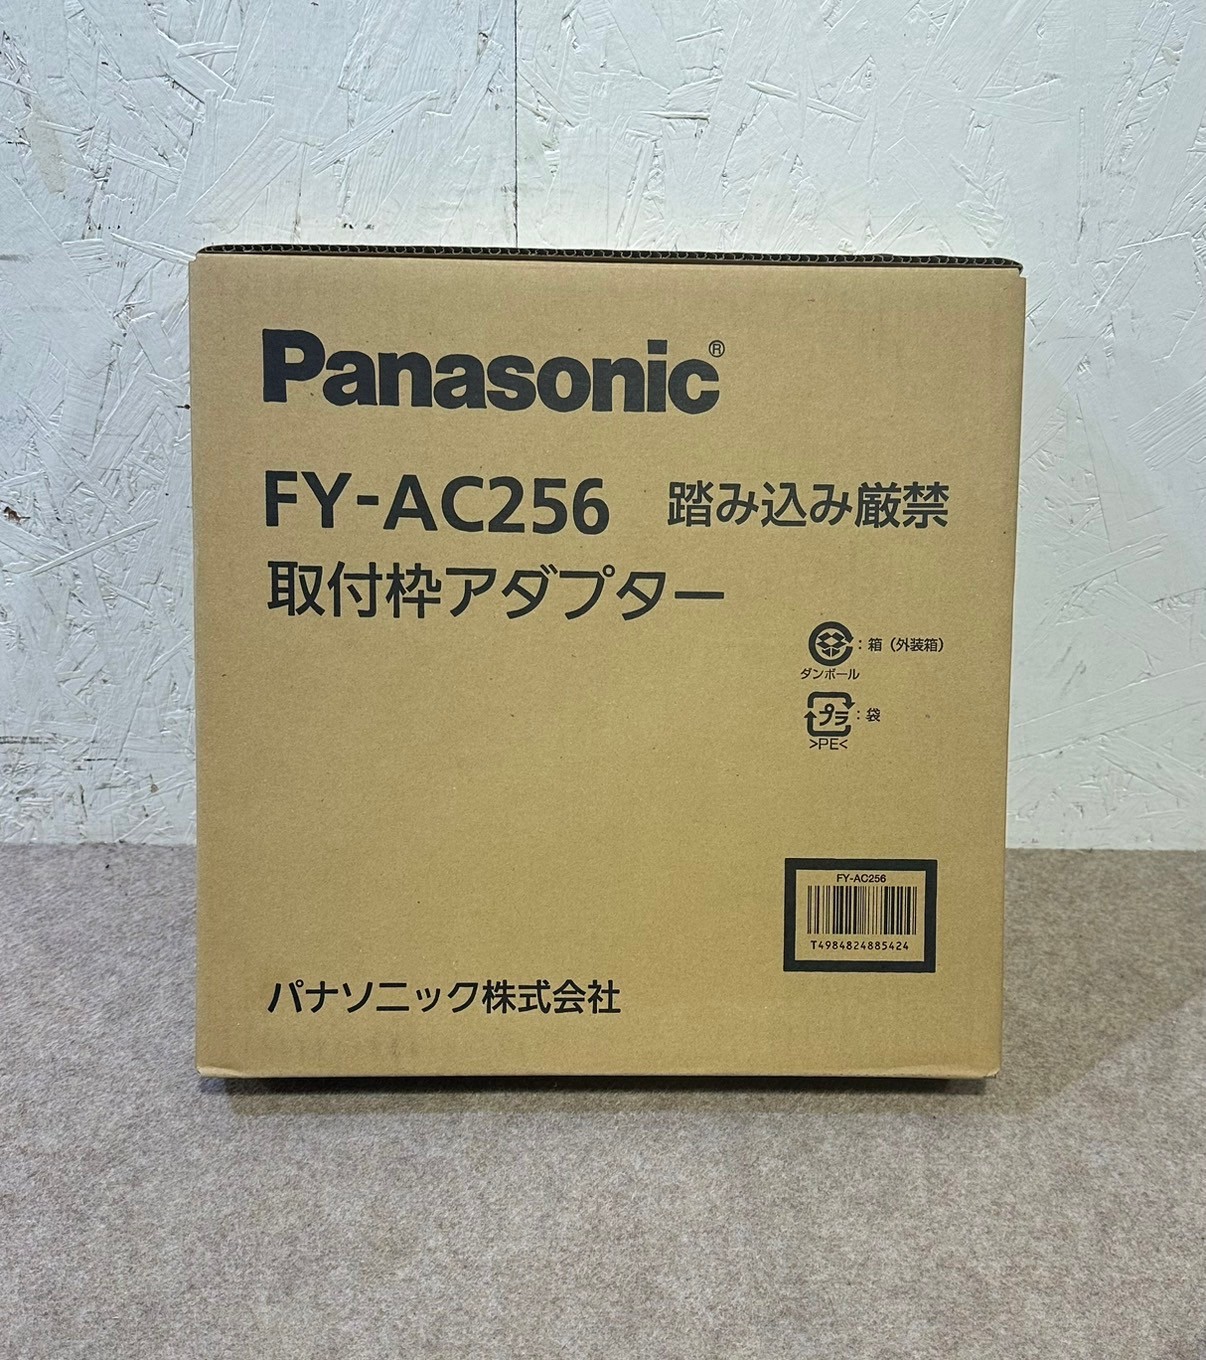 Panasonic®
FY-AC256 踏み込み厳禁
取付枠アダプター
：箱（外装箱）
ダンボール
プラ：袋
>PE<
FY-AC256
T4984824885424
パナソニック株式会社